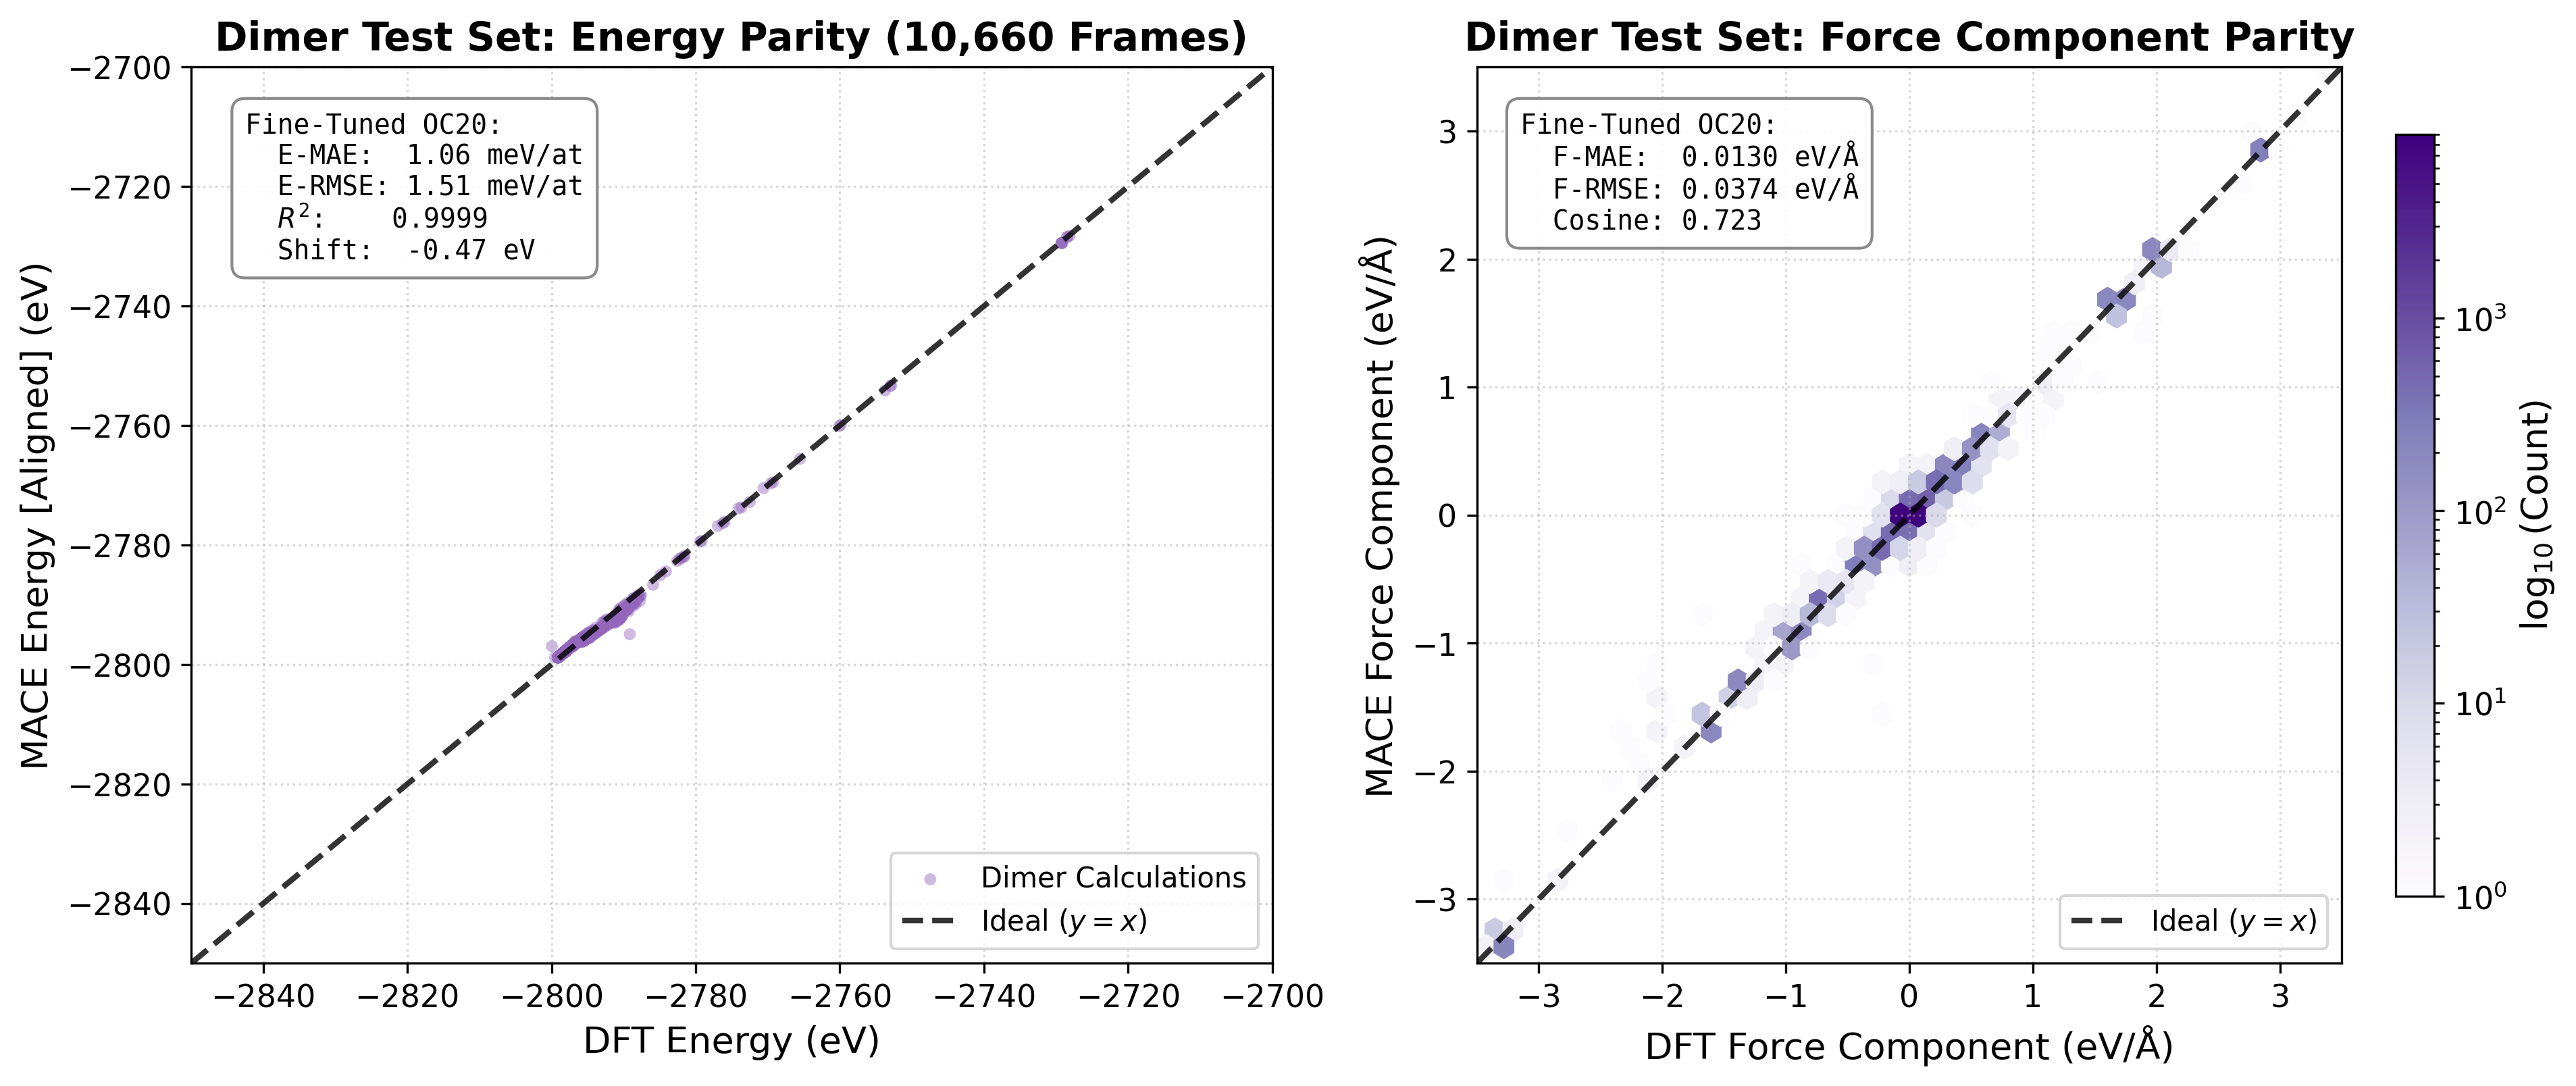 Dimer Test Set: Energy Parity (10,660 Frames)
MACE Energy [Aligned] (eV)
−2700
−2720
−2740
−2760
−2780
−2800
−2820
−2840
Fine-Tuned OC20:
E-MAE: 1.06 meV/at
E-RMSE: 1.51 meV/at
R²: 0.9999
Shift: -0.47 eV
Dimer Calculations
Ideal (y = x)
−2840 −2820 −2800 −2780 −2760 −2740 −2720 −2700
DFT Energy (eV)
Dimer Test Set: Force Component Parity
MACE Force Component (eV/Å)
3
2
1
0
−1
−2
−3
Fine-Tuned OC20:
F-MAE: 0.0130 eV/Å
F-RMSE: 0.0374 eV/Å
Cosine: 0.723
Ideal (y = x)
−3 −2 −1 0 1 2 3
DFT Force Component (eV/Å)
10³
10²
10¹
10⁰
log₁₀(Count)